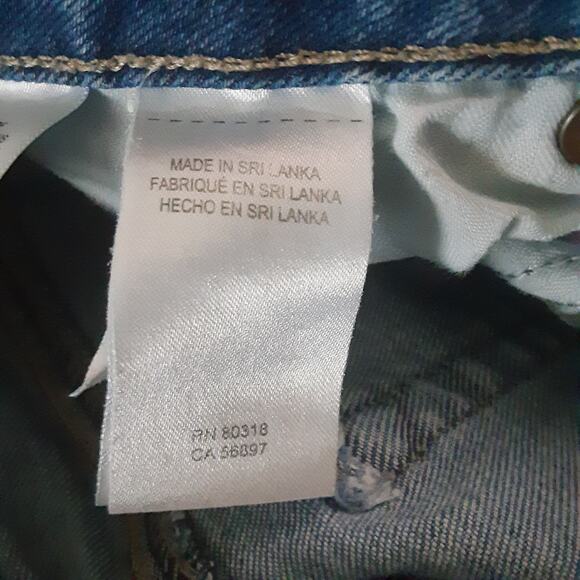 MADE IN SRI LANKA
FABRIQUÉ EN SRI LANKA
HECHO EN SRI LANKA
RN 80318
CA 56897